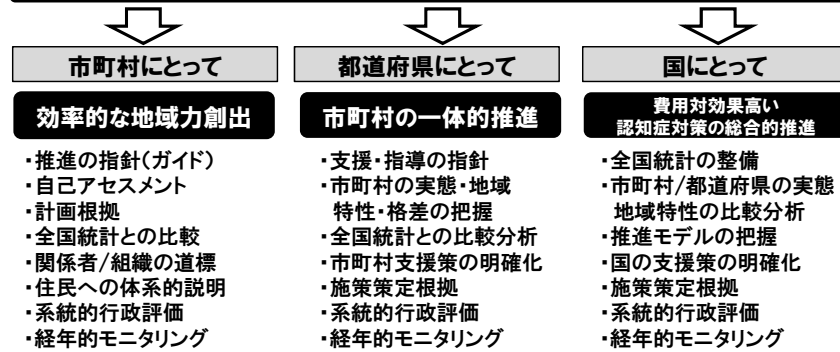 市町村にとって
効率的な地域力創出
・推進の指針(ガイド)
・自己アセスメント
・計画根拠
・全国統計との比較
・関係者/組織の道標
・住民への体系的説明
・系統的行政評価
・経年的モニタリング
都道府県にとって
市町村の一体的推進
・支援・指導の指針
・市町村の実態・地域
特性・格差の把握
・全国統計との比較分析
・市町村支援策の明確化
・施策策定根拠
・系統的行政評価
・経年的モニタリング
国にとって
費用対効果高い
認知症対策の総合的推進
・全国統計の整備
・市町村/都道府県の実態
地域特性の比較分析
・推進モデルの把握
・国の支援策の明確化
・施策策定根拠
・系統的行政評価
・経年的モニタリング